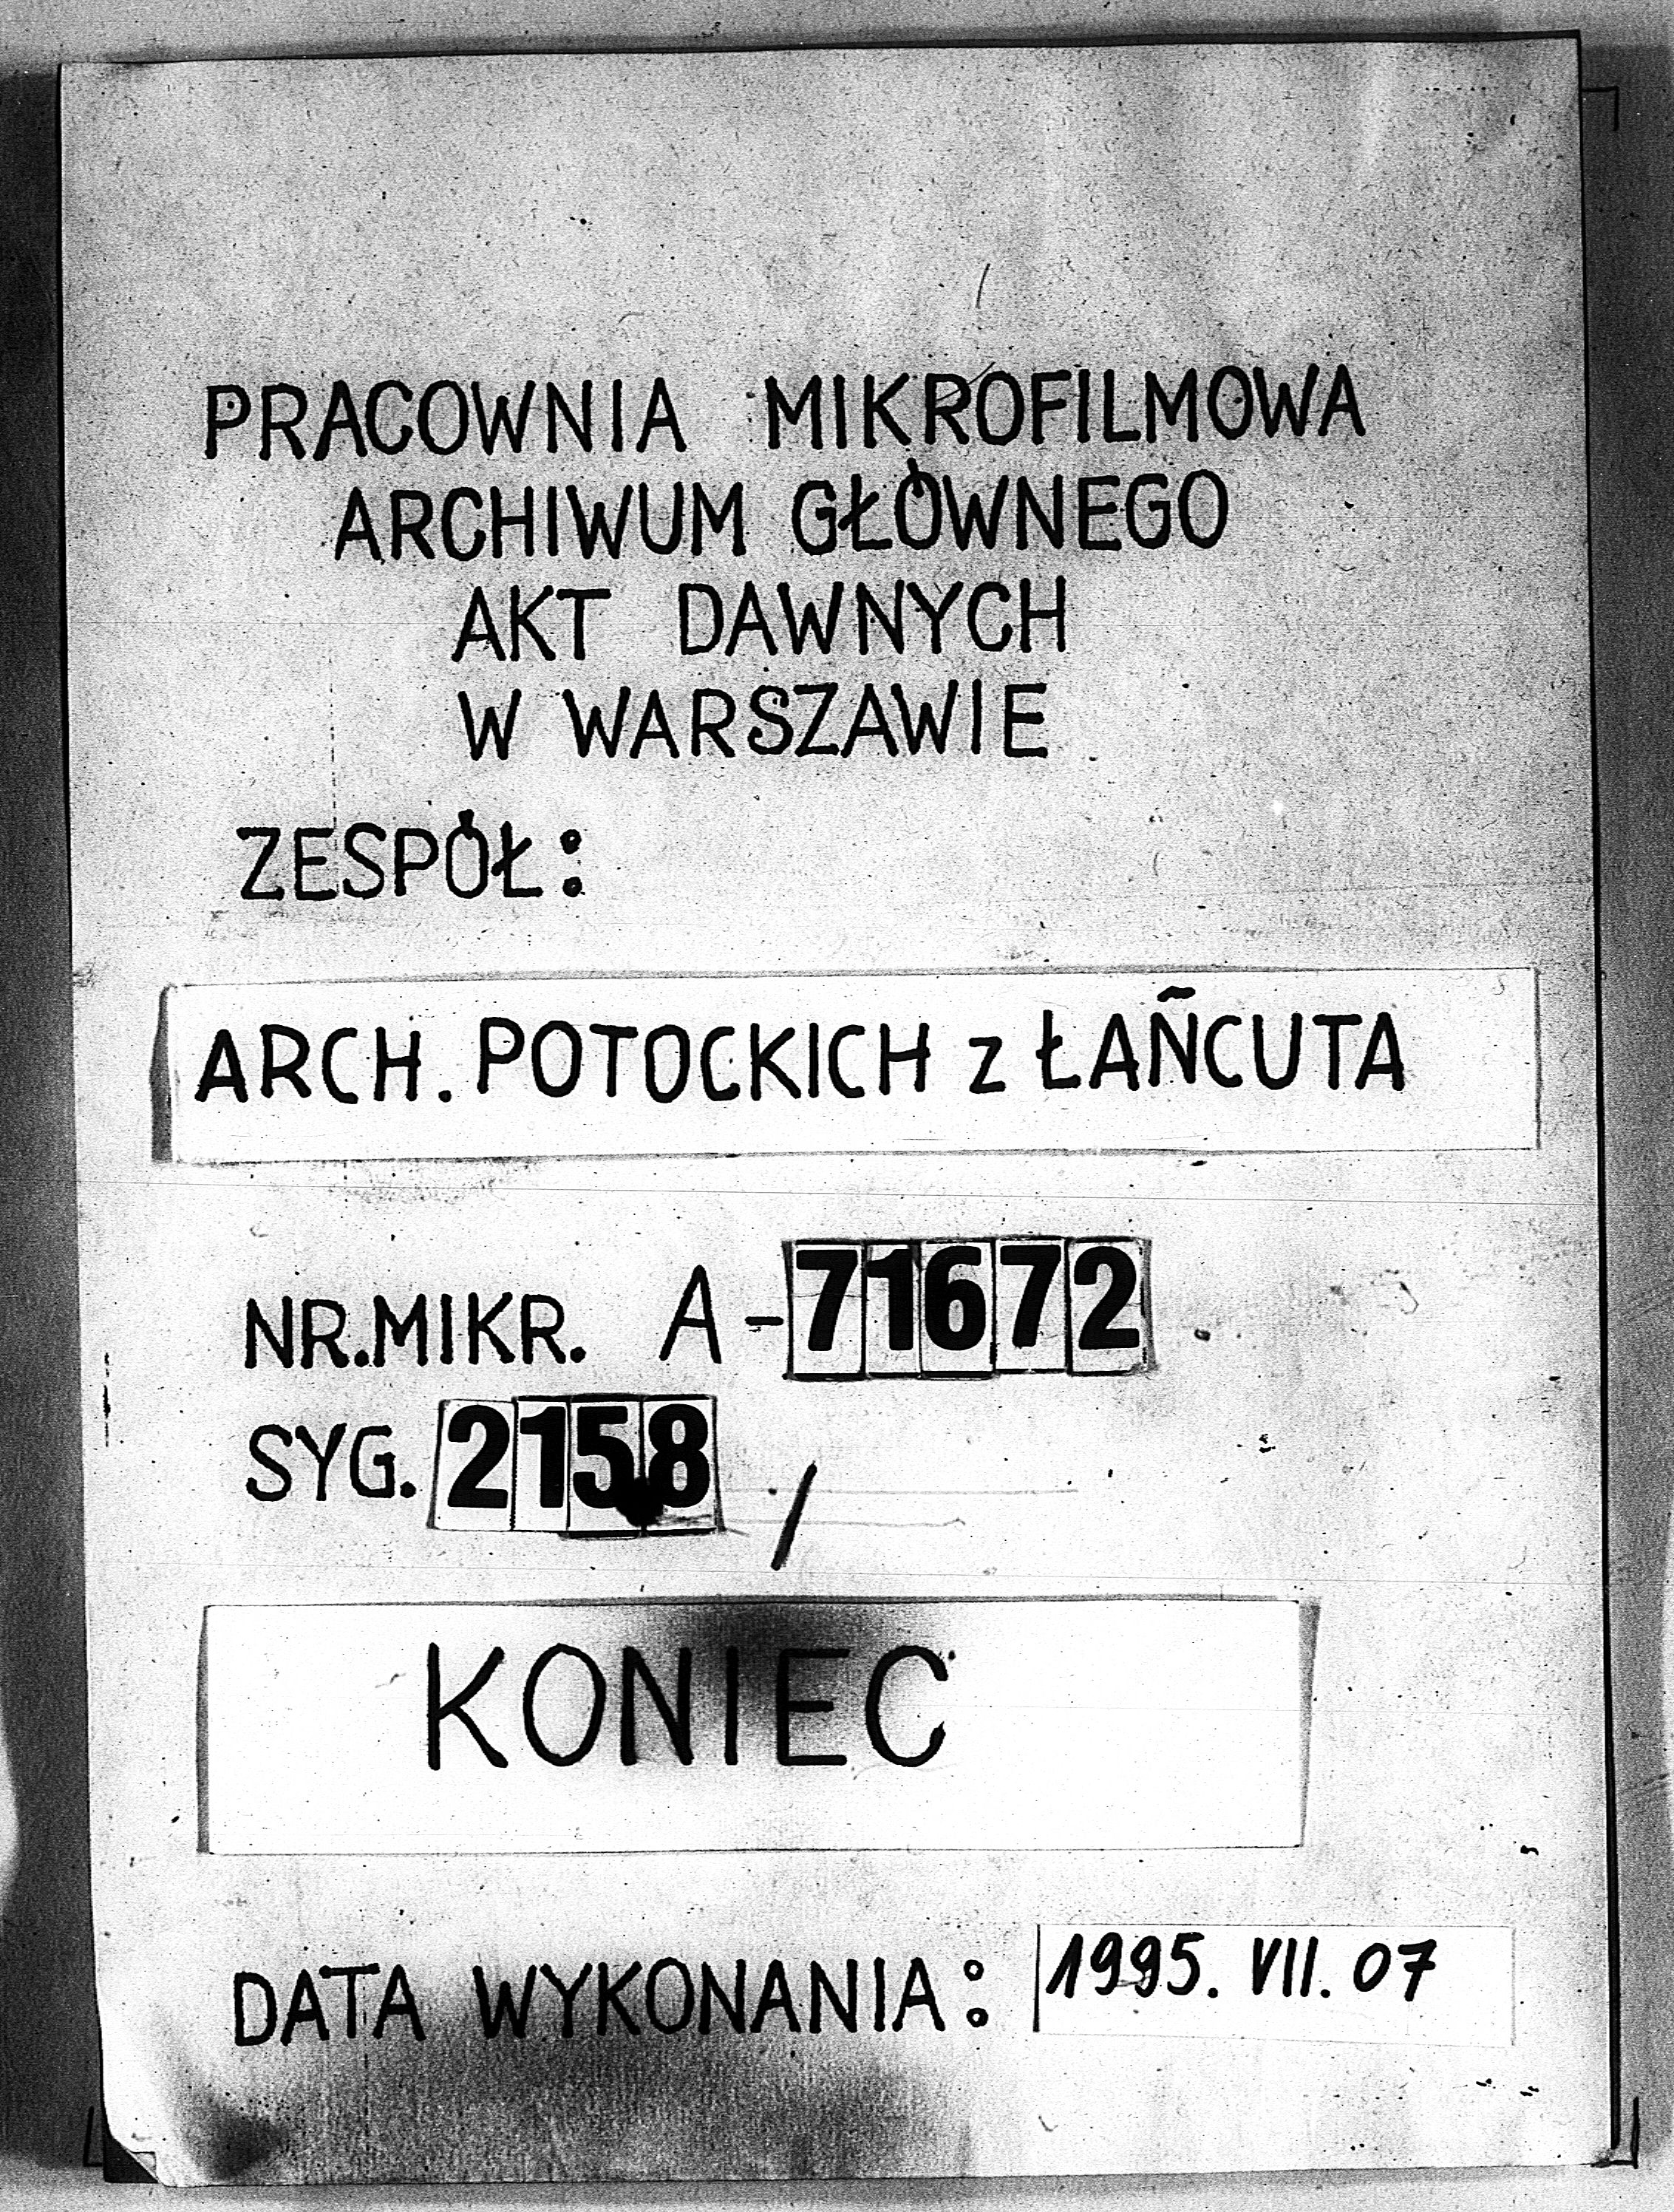 PRACOWNIA MIKROFILMOWA
ARCHIWUM GŁÓWNEGO
AKT DAWNYCH
W WARSZAWIE
ZESPÓŁ:
ARCH. POTOCKICH z ŁAŃCUTA
NR.MIKR. A-71672
SYG. 2158 /
KONIEC
DATA WYKONANIA: 1995. VII. 07